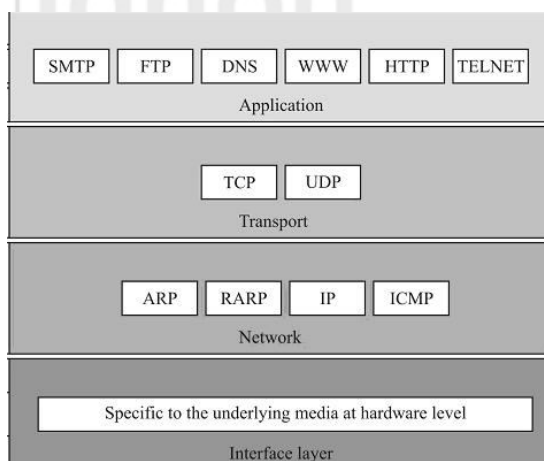 SMTP FTP DNS WWW HTTP TELNET
Application
TCP UDP
Transport
ARP RARP IP ICMP
Network
Specific to the underlying media at hardware level
Interface layer